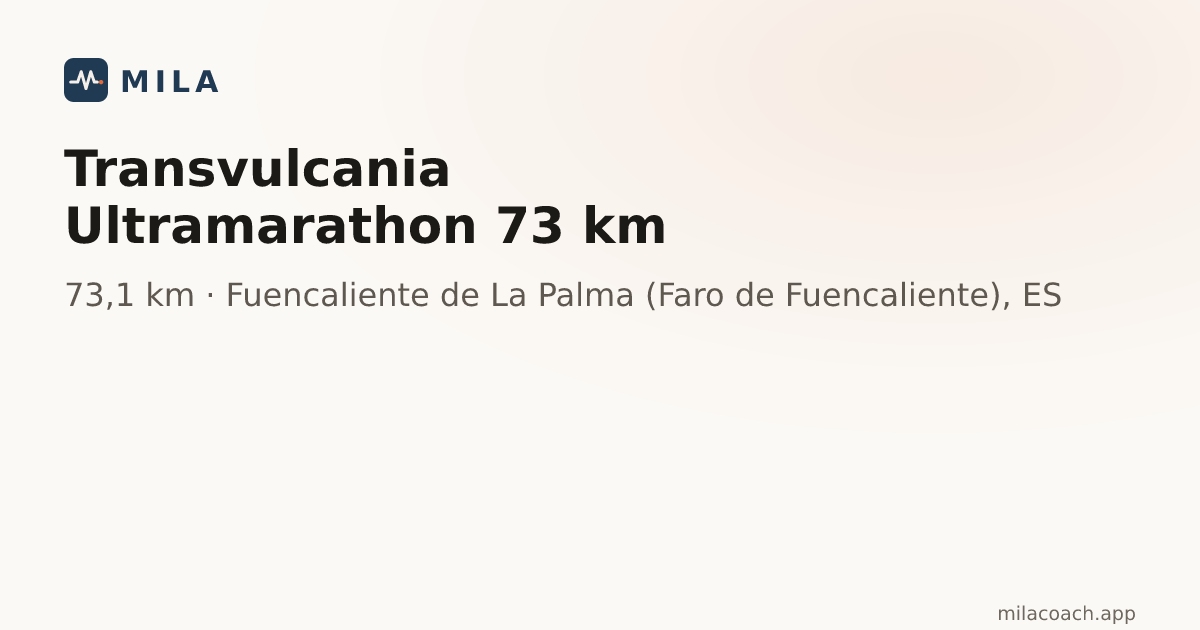 MILA
Transvulcania
Ultramarathon 73 km
73,1 km · Fuencaliente de La Palma (Faro de Fuencaliente), ES
milacoach.app